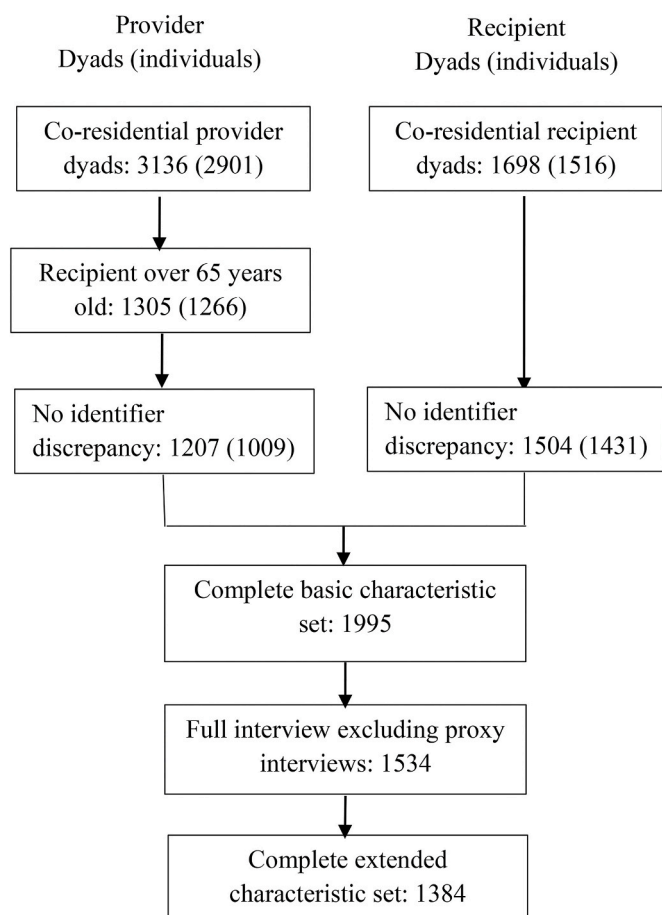 Provider
Dyads (individuals)
Recipient
Dyads (individuals)
Co-residential provider
dyads: 3136 (2901)
Co-residential recipient
dyads: 1698 (1516)
Recipient over 65 years
old: 1305 (1266)
No identifier
discrepancy: 1207 (1009)
No identifier
discrepancy: 1504 (1431)
Complete basic characteristic
set: 1995
Full interview excluding proxy
interviews: 1534
Complete extended
characteristic set: 1384